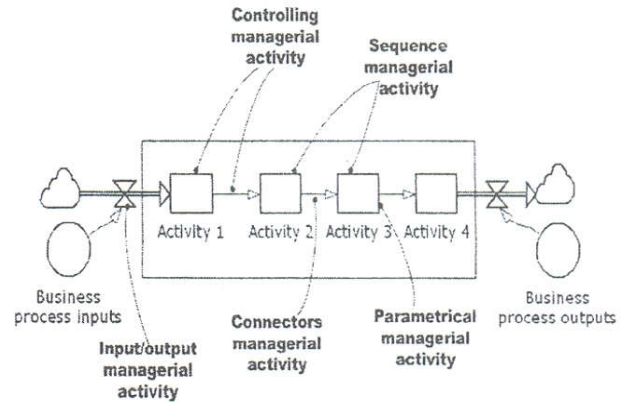 Controlling
managerial
activity
Sequence
managerial
activity
Activity 1
Activity 2
Activity 3
Activity 4
Business
process inputs
Business
process outputs
Input/output
managerial
activity
Connectors
managerial
activity
Parametrical
managerial
activity